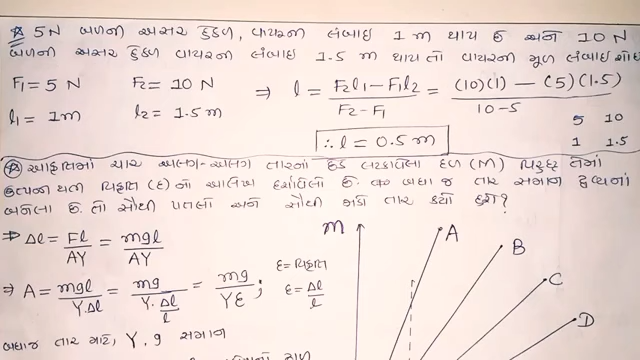 5N બળની અસર હેઠળ, વાયરની લંબાઇ 1 m થાય છે અને 10 N
બળની અસર હેઠળ વાયરની લંબાઇ 1.5 m થાય તો વાયરની મૂળ લંબાઇ શોધો
F₁ = 5 N F₂ = 10 N ⇒ l = F₂l₁ − F₁l₂ / F₂ − F₁ = (10)(1) − (5)(1.5) / 10−5
l₁ = 1m l₂ = 1.5 m
5 10
1 1.5
∴ l = 0.5 m
આકૃતિમાં ચાર અલગ-અલગ તારના છેડે લટકાવેલા દળ (M) વિરુદ્ધ તેમાં
ઉત્પન્ન થતી વિકૃતિ (ε) નો આલેખ દર્શાવેલો છે. બધા જ તાર સમાન દ્રવ્યના
બનેલા છે. તો સૌથી પાતળો અને સૌથી જાડો તાર કયો હશે?
⇒ Δl = Fl / AY = mgl / AY
m A
B
⇒ A = mgl / Y.Δl = mg / Y. Δl/l = mg / Yε ; ε = વિકૃતિ
ε = Δl / l
C
D
બધાજ તાર માટે, Y, g સમાન